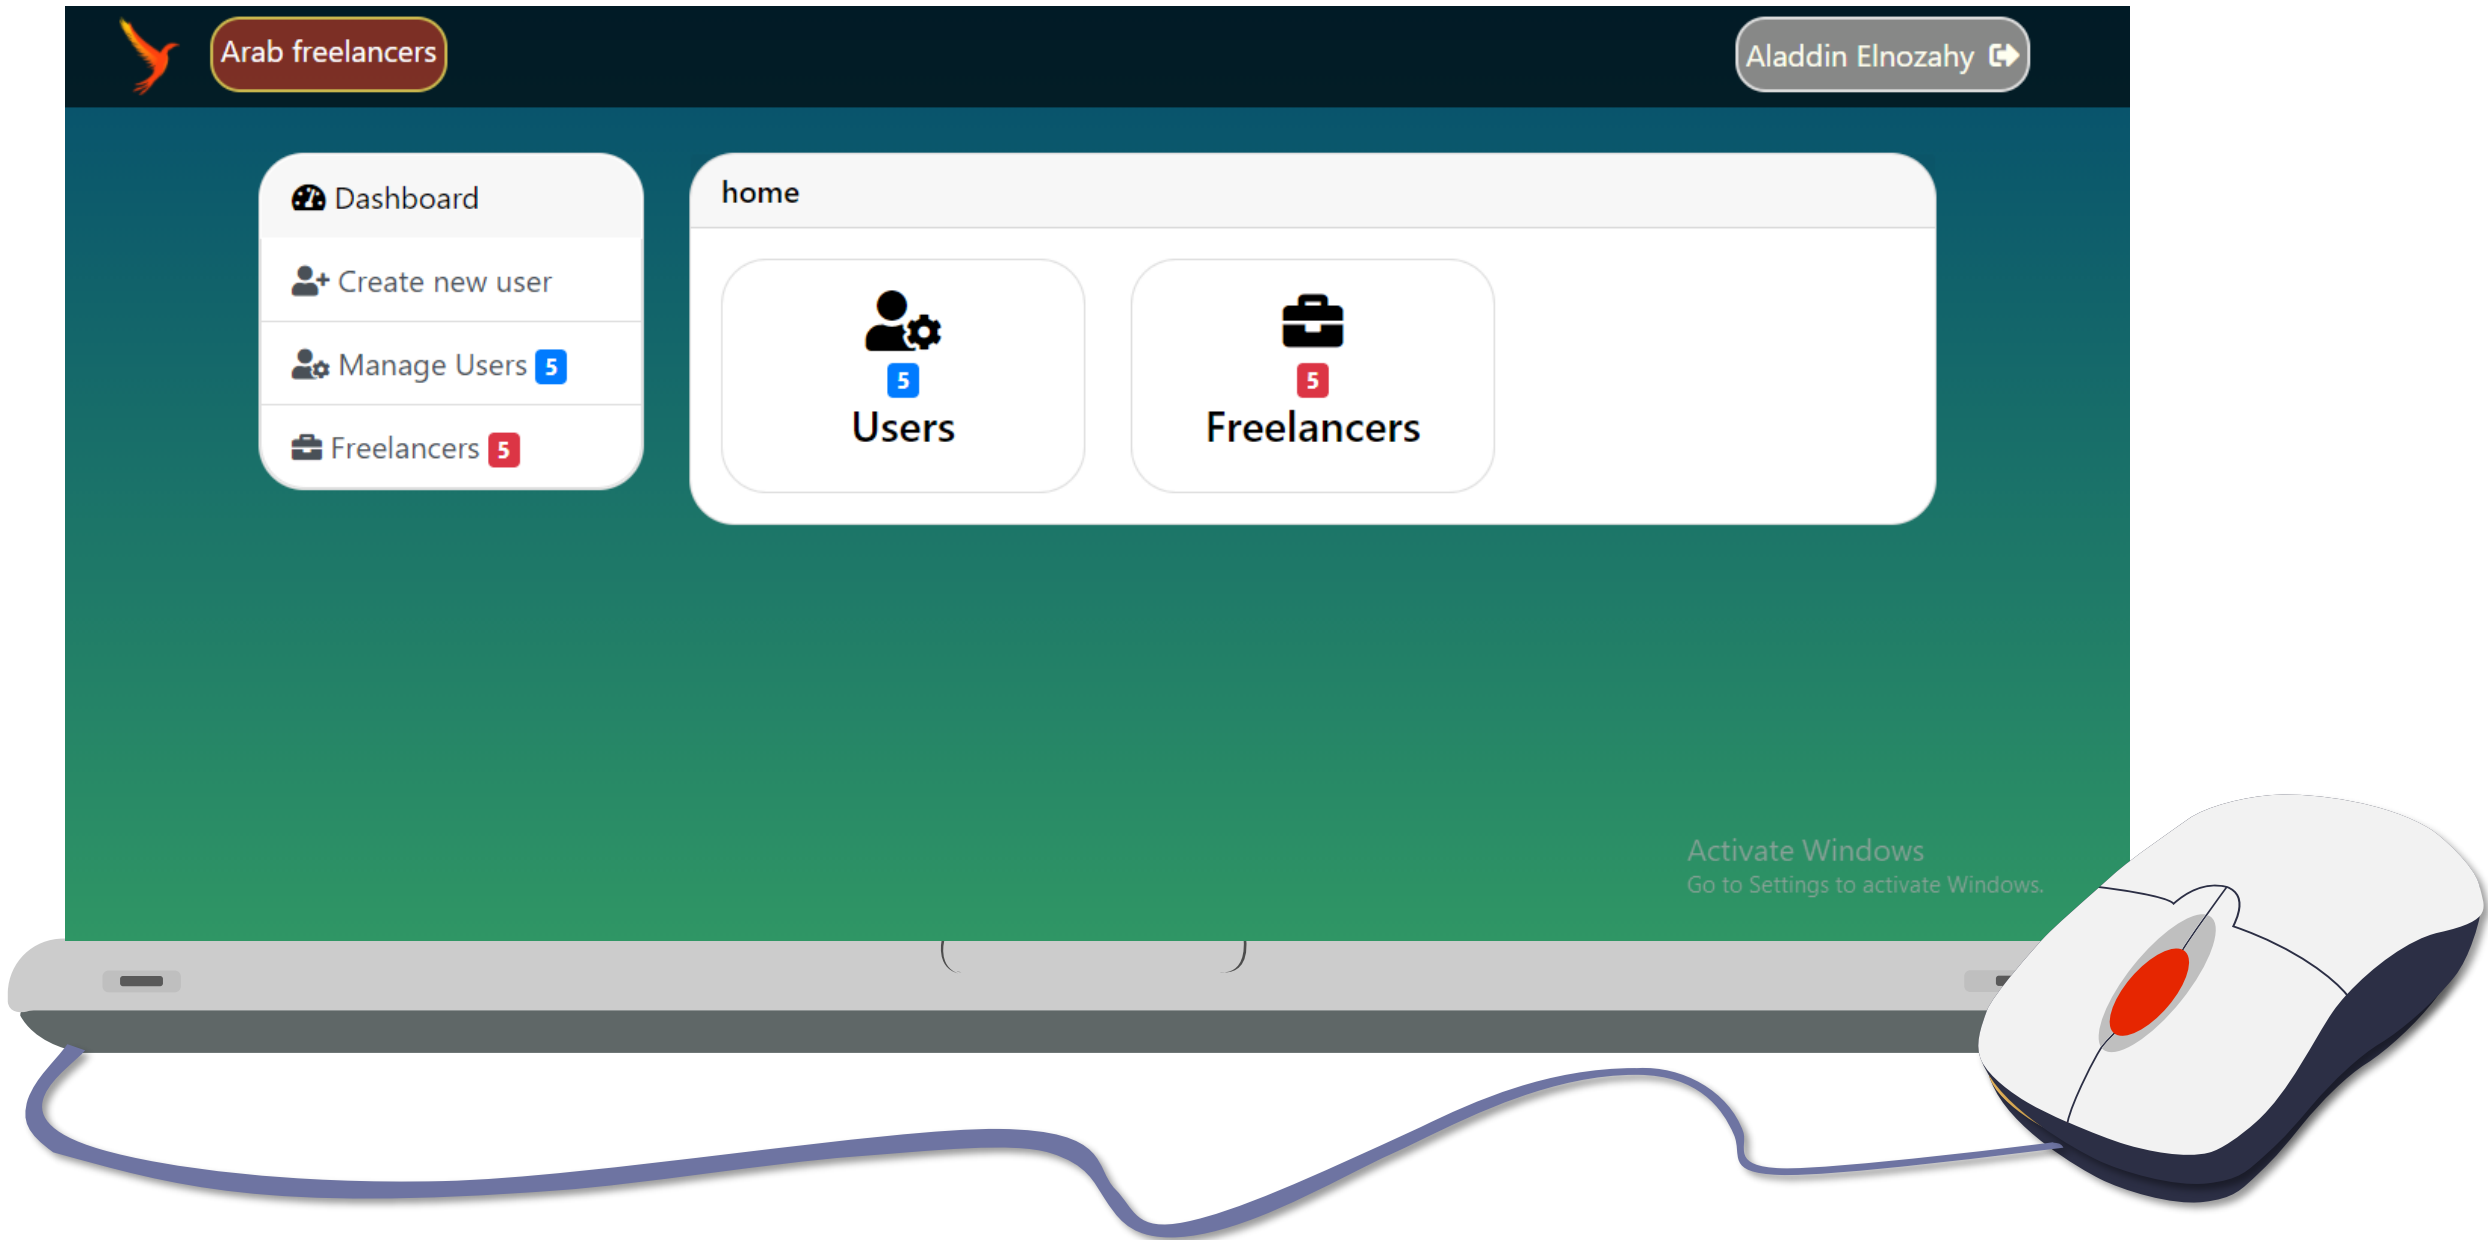 Arab freelancers
Aladdin Elnozahy
Dashboard
Create new user
Manage Users 5
Freelancers 5
home
5
Users
5
Freelancers
Activate Windows
Go to Settings to activate Windows.